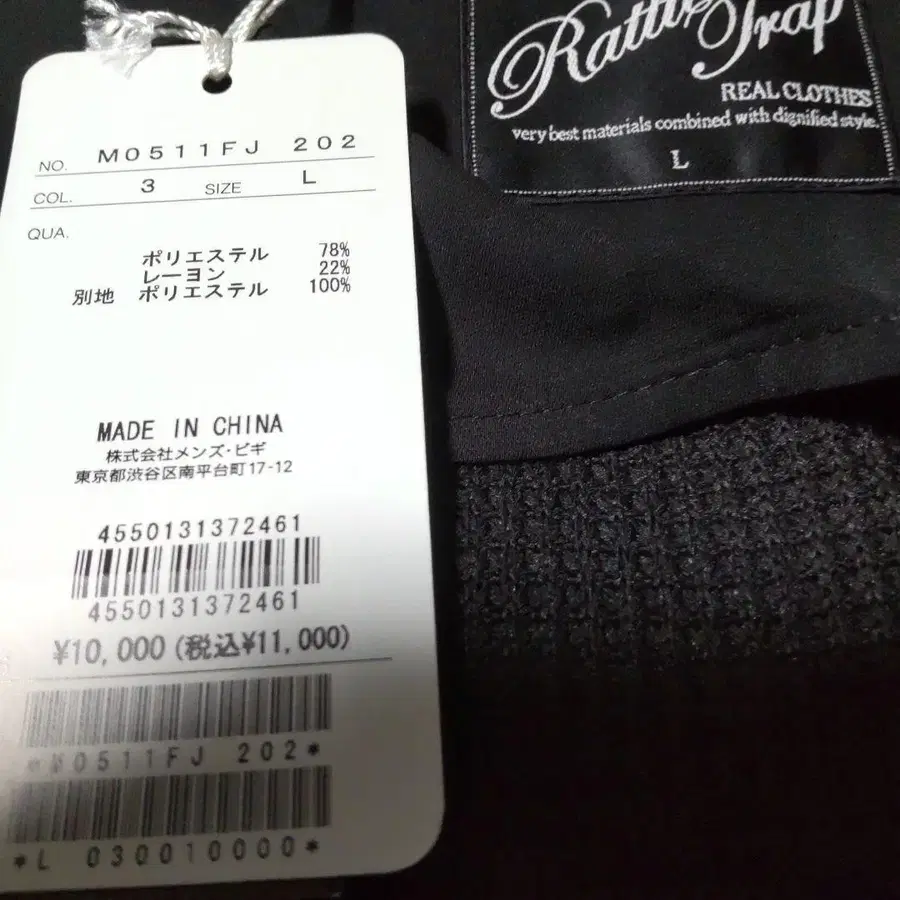 NO. M0511FJ 202
COL. 3 SIZE L
QUA.
ポリエステル 78%
レーヨン 22%
別地 ポリエステル 100%
MADE IN CHINA
株式会社メンズ・ビギ
東京都渋谷区南平台町17-12
4550131372461
4550131372461
¥10,000(税込¥11,000)
*M0511FJ 202*
*L 030010000*
Trap
REAL CLOTHES
very best materials combined with dignified style.
L